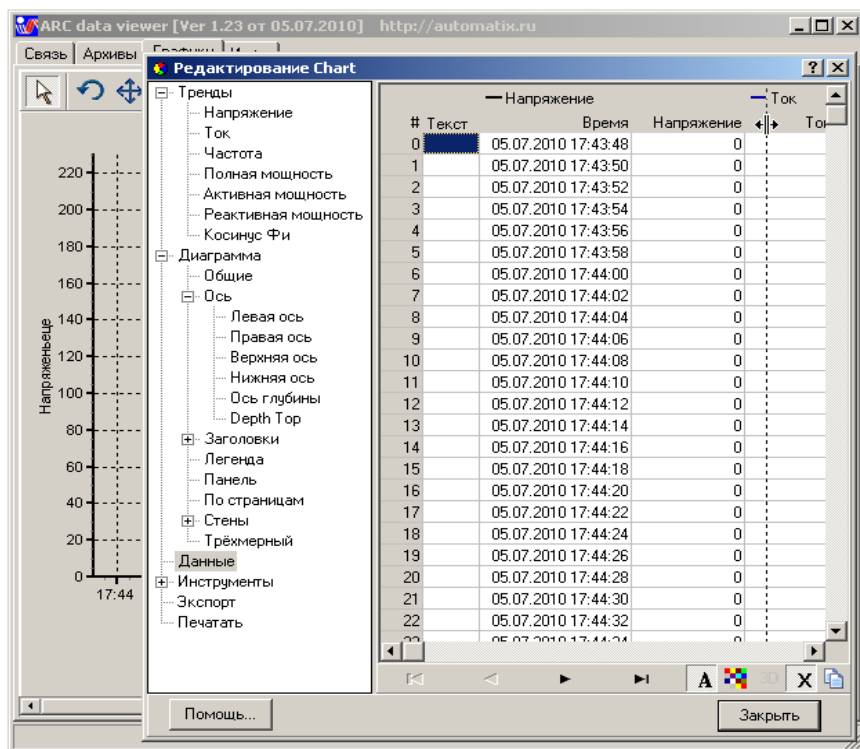 ARC data viewer [Ver 1.23 от 05.07.2010] http://automatix.ru
Связь Архивы
Редактирование Chart
Тренды
Напряжение
Ток
Частота
Полная мощность
Активная мощность
Реактивная мощность
Косинус Фи
Диаграмма
Общие
Ось
Левая ось
Правая ось
Верхняя ось
Нижняя ось
Ось глубины
Depth Top
Заголовки
Легенда
Панель
По страницам
Стены
Трёхмерный
Данные
Инструменты
Экспорт
Печатать
Напряжение Ток
# Текст Время Напряжение
0 05.07.2010 17:43:48 0
1 05.07.2010 17:43:50 0
2 05.07.2010 17:43:52 0
3 05.07.2010 17:43:54 0
4 05.07.2010 17:43:56 0
5 05.07.2010 17:43:58 0
6 05.07.2010 17:44:00 0
7 05.07.2010 17:44:02 0
8 05.07.2010 17:44:04 0
9 05.07.2010 17:44:06 0
10 05.07.2010 17:44:08 0
11 05.07.2010 17:44:10 0
12 05.07.2010 17:44:12 0
13 05.07.2010 17:44:14 0
14 05.07.2010 17:44:16 0
15 05.07.2010 17:44:18 0
16 05.07.2010 17:44:20 0
17 05.07.2010 17:44:22 0
18 05.07.2010 17:44:24 0
19 05.07.2010 17:44:26 0
20 05.07.2010 17:44:28 0
21 05.07.2010 17:44:30 0
22 05.07.2010 17:44:32 0
A 3D X
Помощь... Закрыть
Напряженьеце
220
200
180
160
140
120
100
80
60
40
20
0
17:44